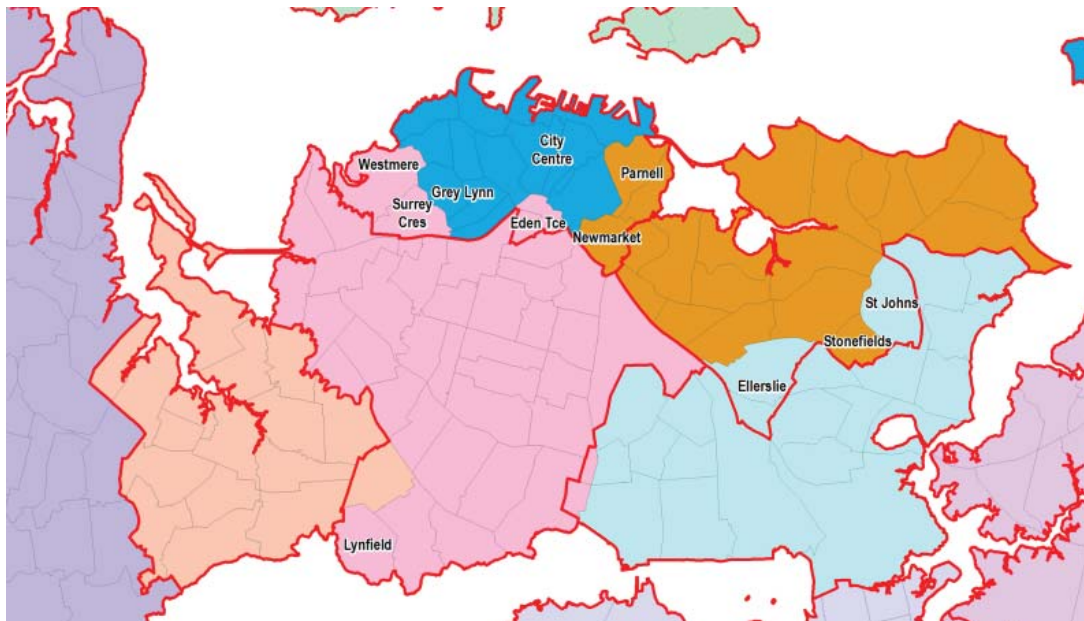 City
Centre
Westmere
Parnell
Grey Lynn
Surrey
Cres
Eden Tce
Newmarket
St Johns
Stonefields
Ellerslie
Lynfield